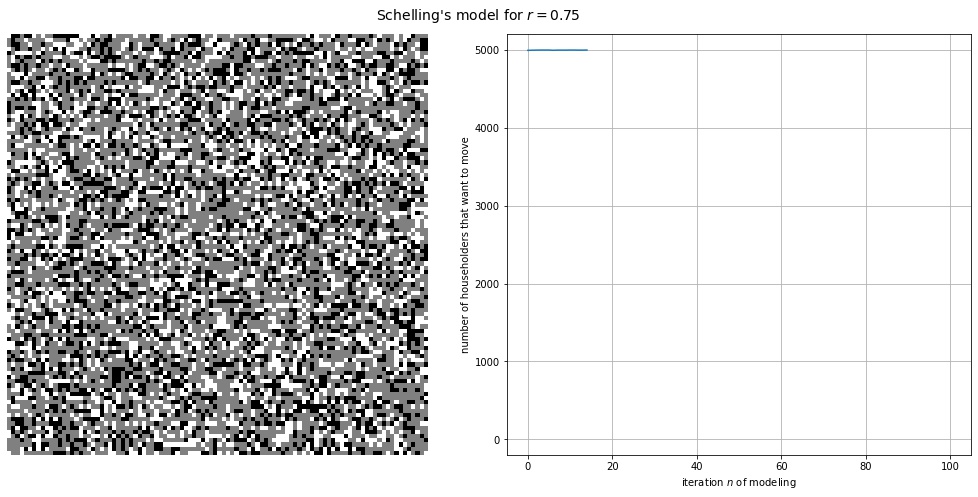 Schelling's model for r = 0.75
number of householders that want to move
5000
4000
3000
2000
1000
0
0 20 40 60 80 100
iteration n of modeling